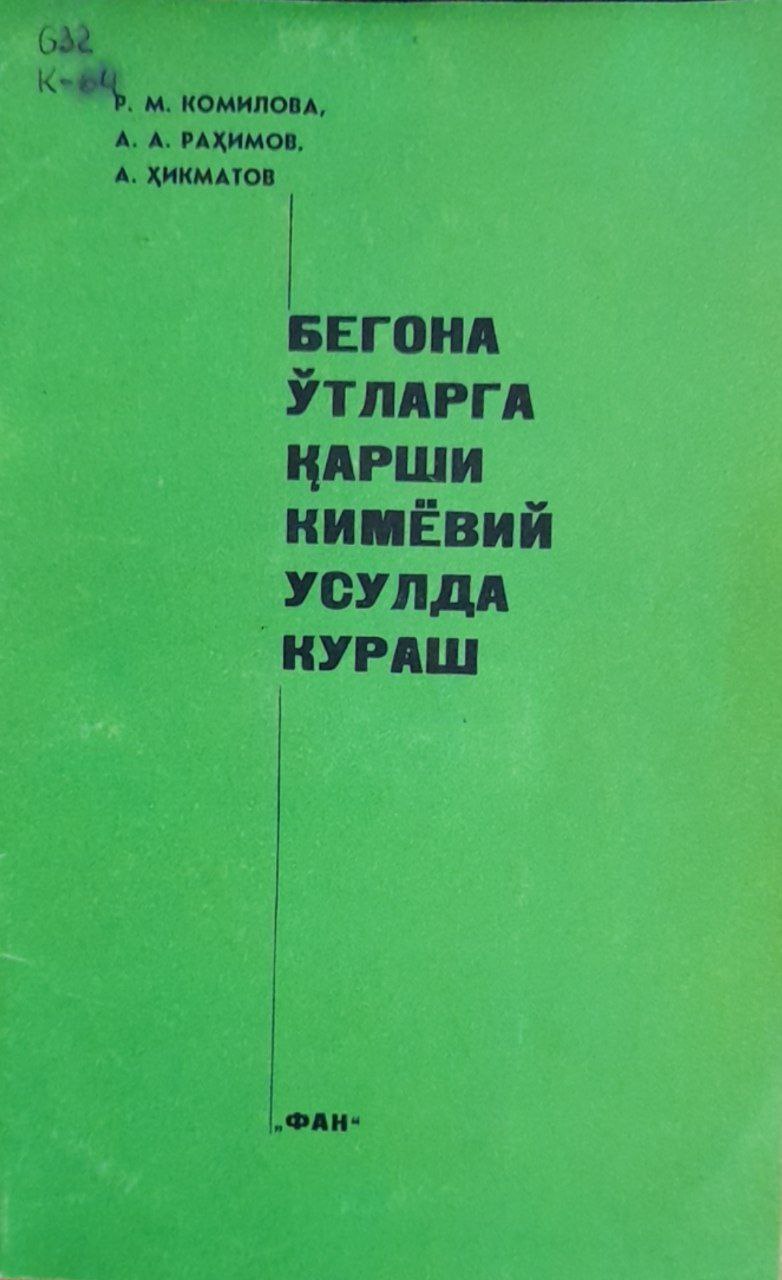 632
К-64
Р. М. КОМИЛОВА,
А. А. РАҲИМОВ,
А. ҲИКМАТОВ
БЕГОНА
ЎТЛАРГА
ҚАРШИ
КИМЁВИЙ
УСУЛДА
КУРАШ
„ФАН“